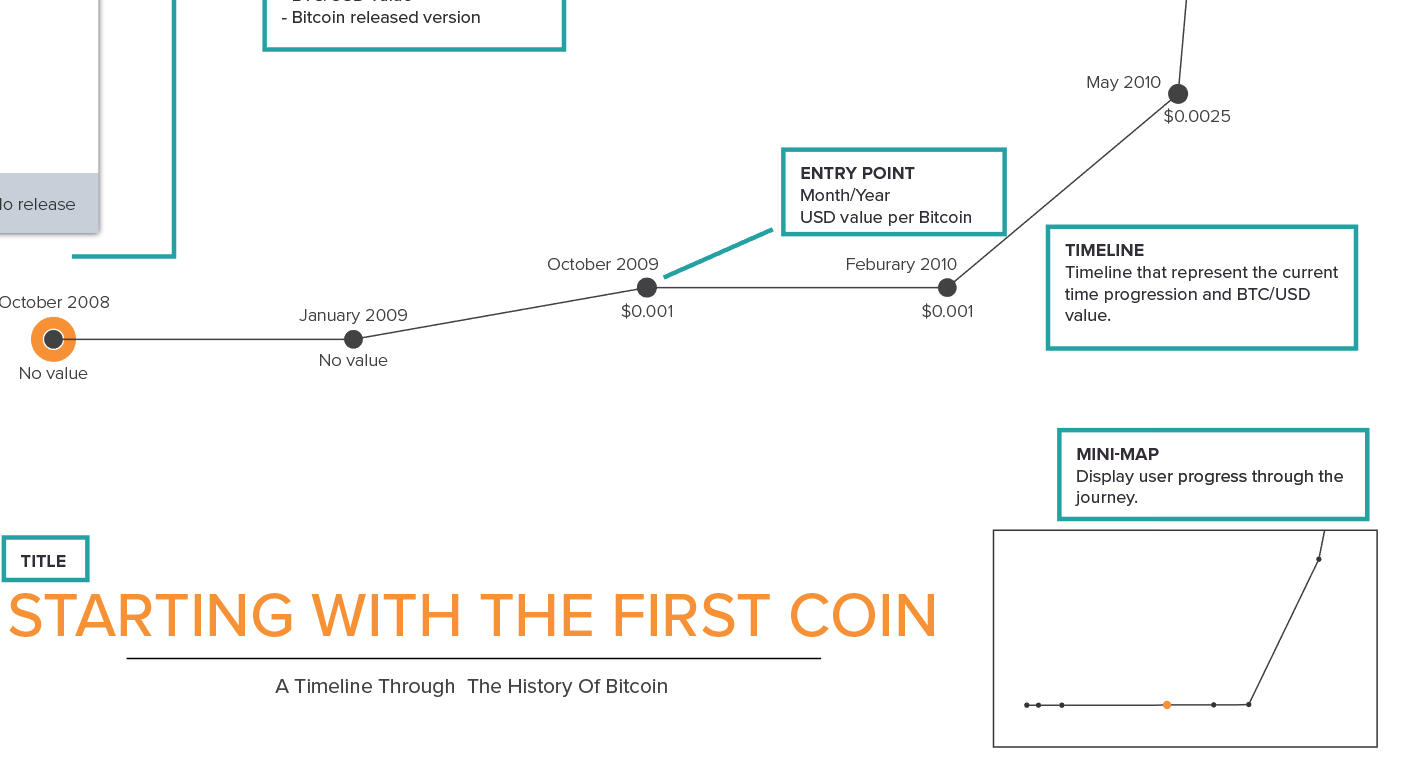 - Bitcoin released version
May 2010
$0.0025
ENTRY POINT
Month/Year
USD value per Bitcoin
release
TIMELINE
Timeline that represent the current
time progression and BTC/USD
value.
October 2009
$0.001
Feburary 2010
$0.001
October 2008
No value
January 2009
No value
MINI-MAP
Display user progress through the
journey.
TITLE
STARTING WITH THE FIRST COIN
A Timeline Through The History Of Bitcoin